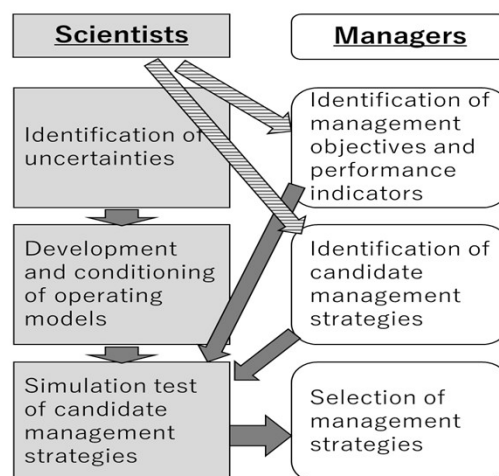 Scientists
Managers
Identification of
uncertainties
Identification of
management
objectives and
performance
indicators
Development
and conditioning
of operating
models
Identification of
candidate
management
strategies
Simulation test
of candidate
management
strategies
Selection of
management
strategies